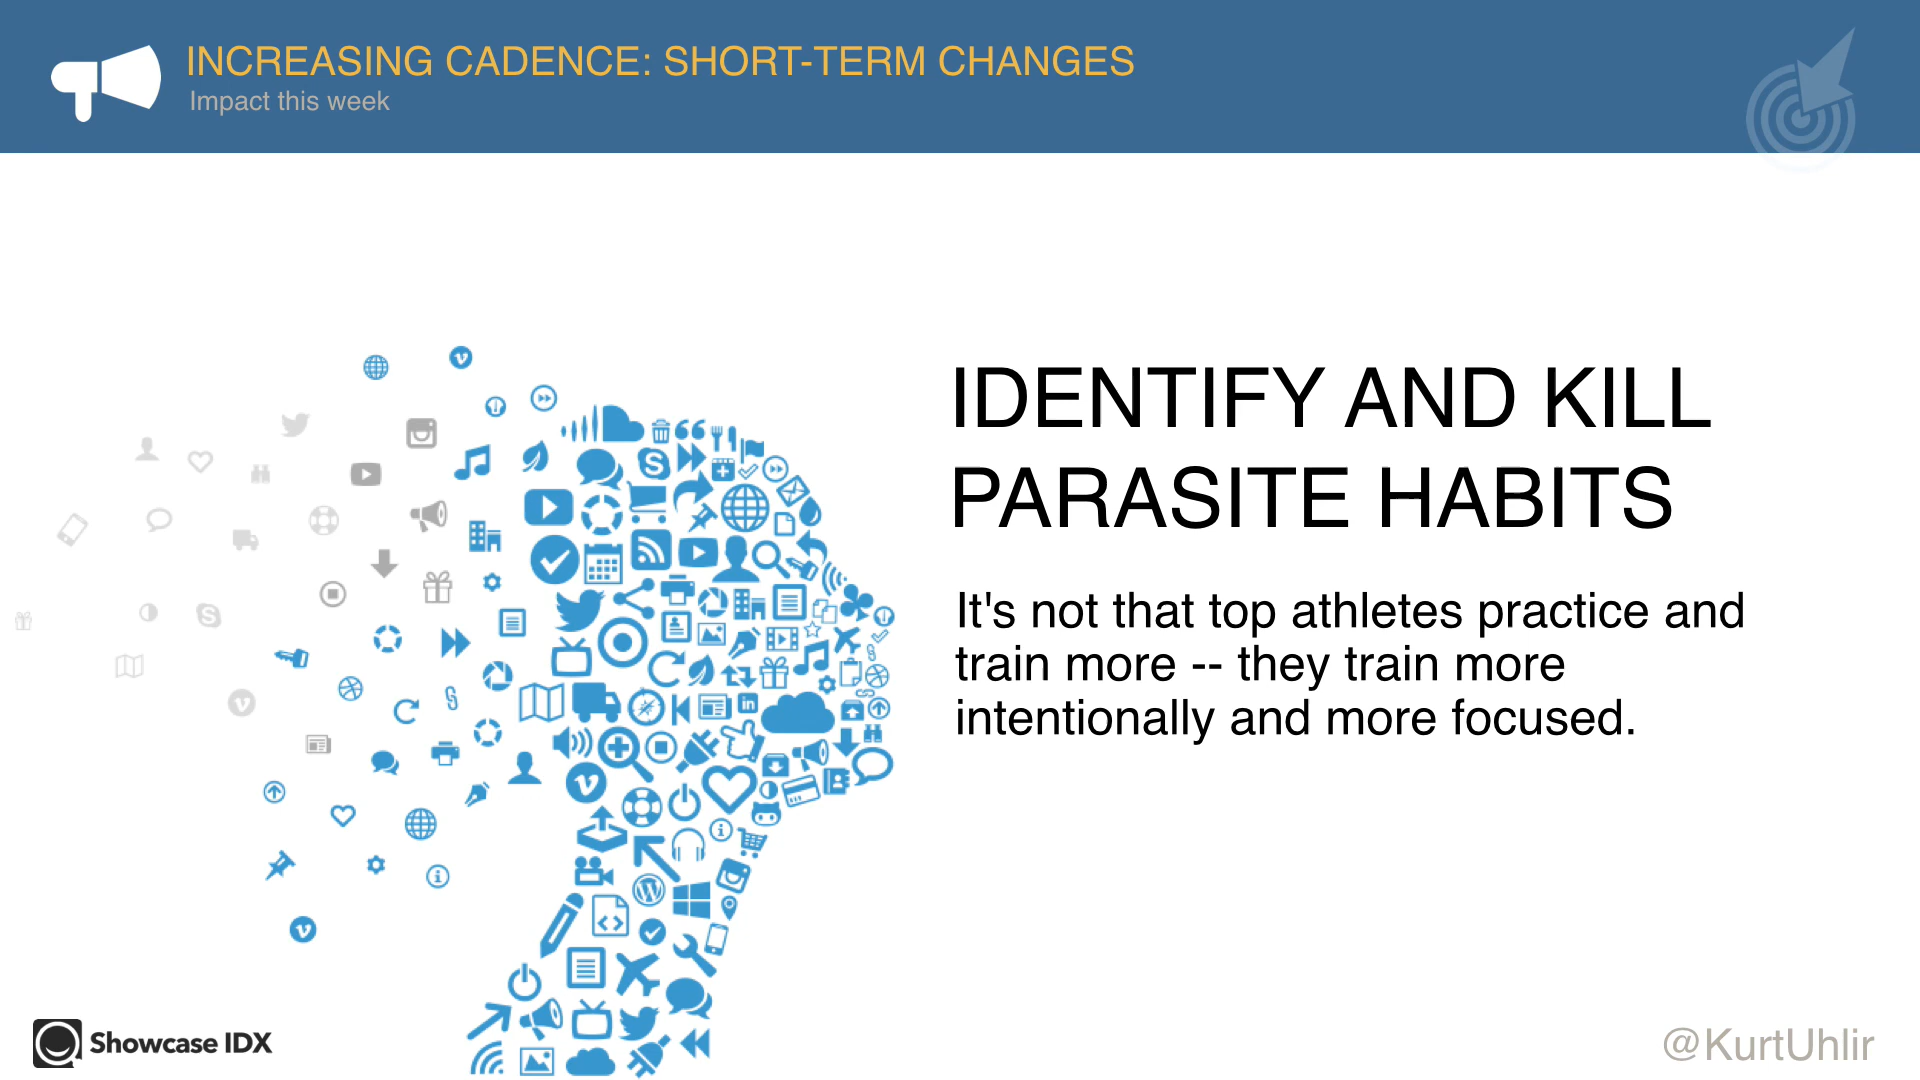 INCREASING CADENCE: SHORT-TERM CHANGES
Impact this week
IDENTIFY AND KILL
PARASITE HABITS
It's not that top athletes practice and
train more -- they train more
intentionally and more focused.
Showcase IDX
@KurtUhlir